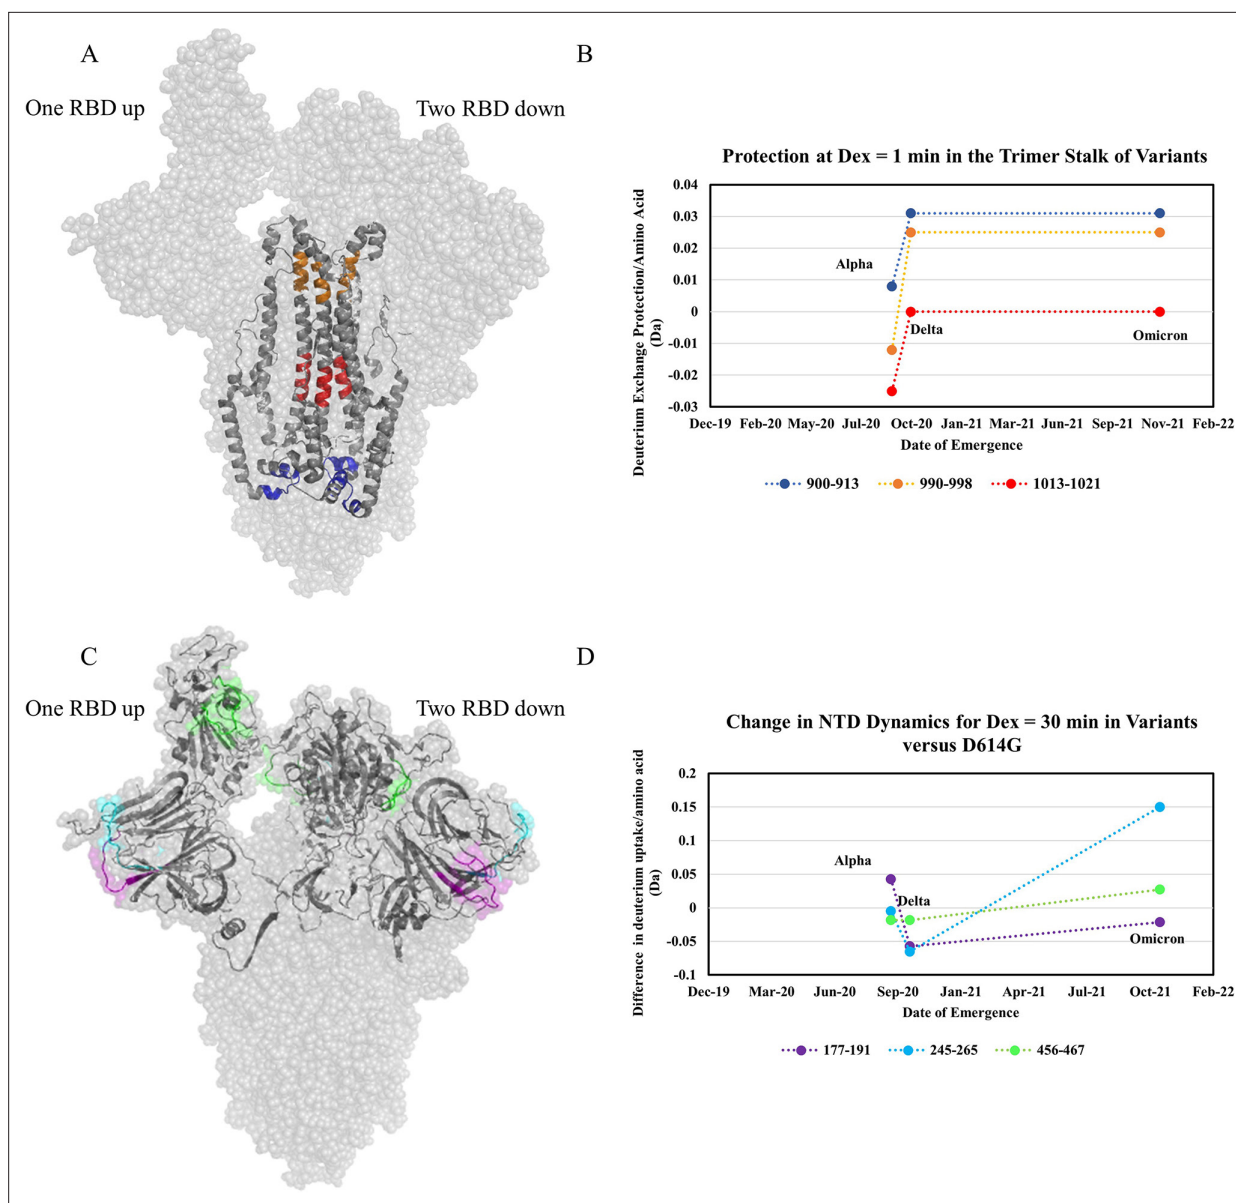 A
B
One RBD up
Two RBD down
Protection at Dex = 1 min in the Trimer Stalk of Variants
Deuterium Exchange Protection/Amino Acid
(Da)
0.04
0.03
0.02
0.01
0
-0.01
-0.02
-0.03
Alpha
Delta
Omicron
Dec-19 Feb-20 May-20 Jul-20 Oct-20 Jan-21 Mar-21 Jun-21 Sep-21 Nov-21 Feb-22
Date of Emergence
900-913 990-998 1013-1021
C
D
One RBD up
Two RBD down
Change in NTD Dynamics for Dex = 30 min in Variants
versus D614G
Difference in deuterium uptake/amino acid
(Da)
0.2
0.15
0.1
0.05
0
-0.05
-0.1
Alpha
Delta
Omicron
Dec-19 Mar-20 Jun-20 Sep-20 Jan-21 Apr-21 Jul-21 Oct-21 Feb-22
Date of Emergence
177-191 245-265 456-467